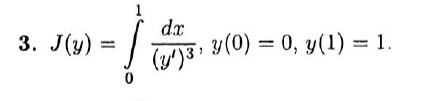 3. J(y) = ∫₀¹ dx/(y')³, y(0) = 0, y(1) = 1.